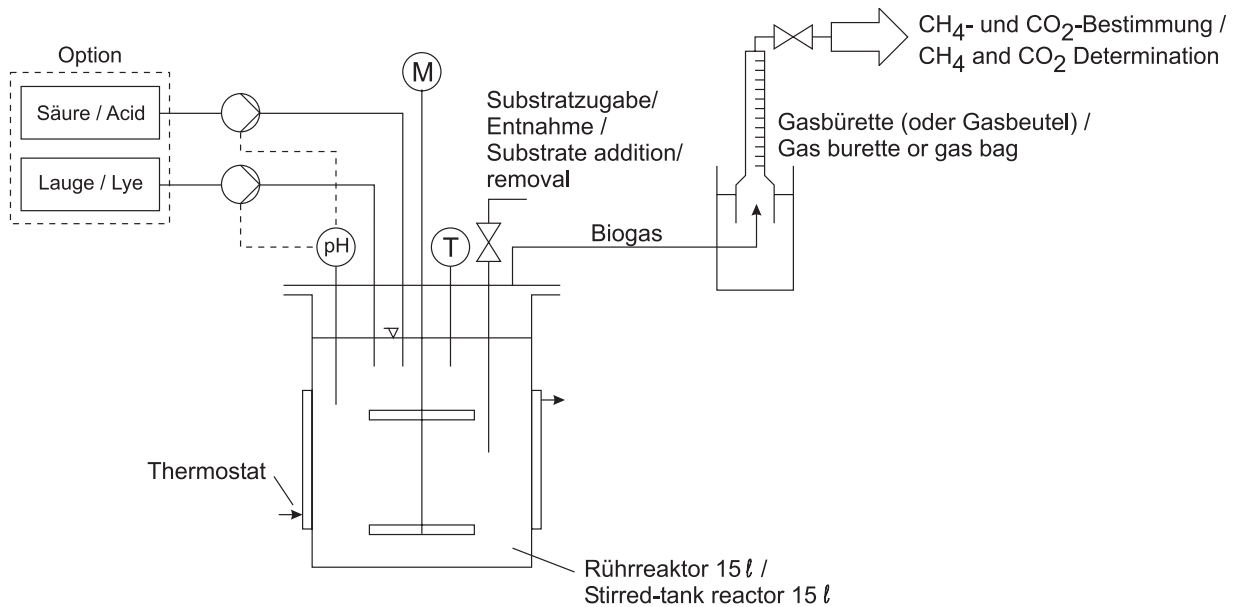 Option
Säure / Acid
Lauge / Lye
M
pH
T
Substratzugabe/
Entnahme /
Substrate addition/
removal
Biogas
CH₄- und CO₂-Bestimmung /
CH₄ and CO₂ Determination
Gasbürette (oder Gasbeutel) /
Gas burette or gas bag
Thermostat
Rührreaktor 15 ℓ /
Stirred-tank reactor 15 ℓ